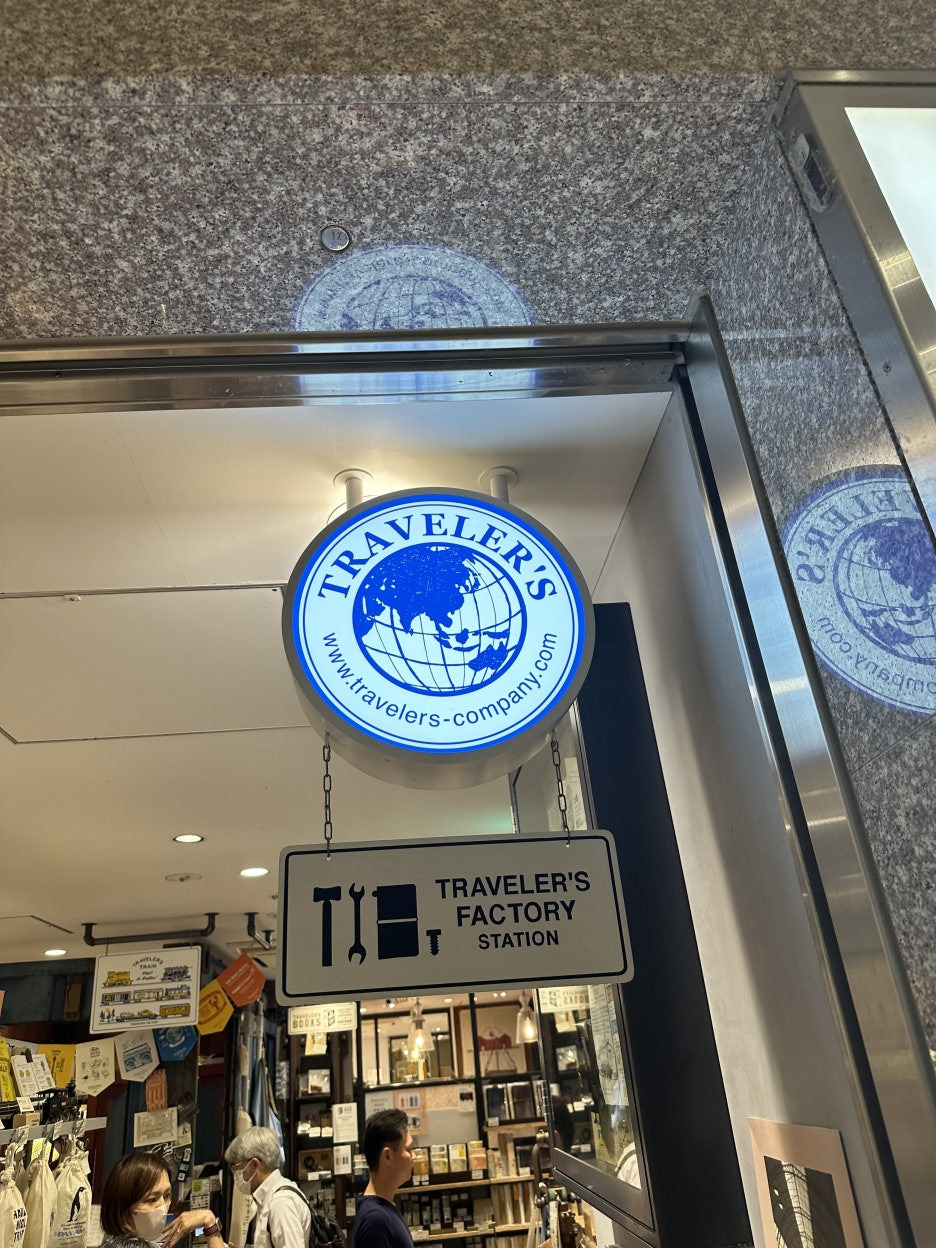 TRAVELER'S
www.travelers-company.com
TRAVELER'S
FACTORY
STATION
TRAVELER'S
TRAIN
TRAVELER'S
BOOKS